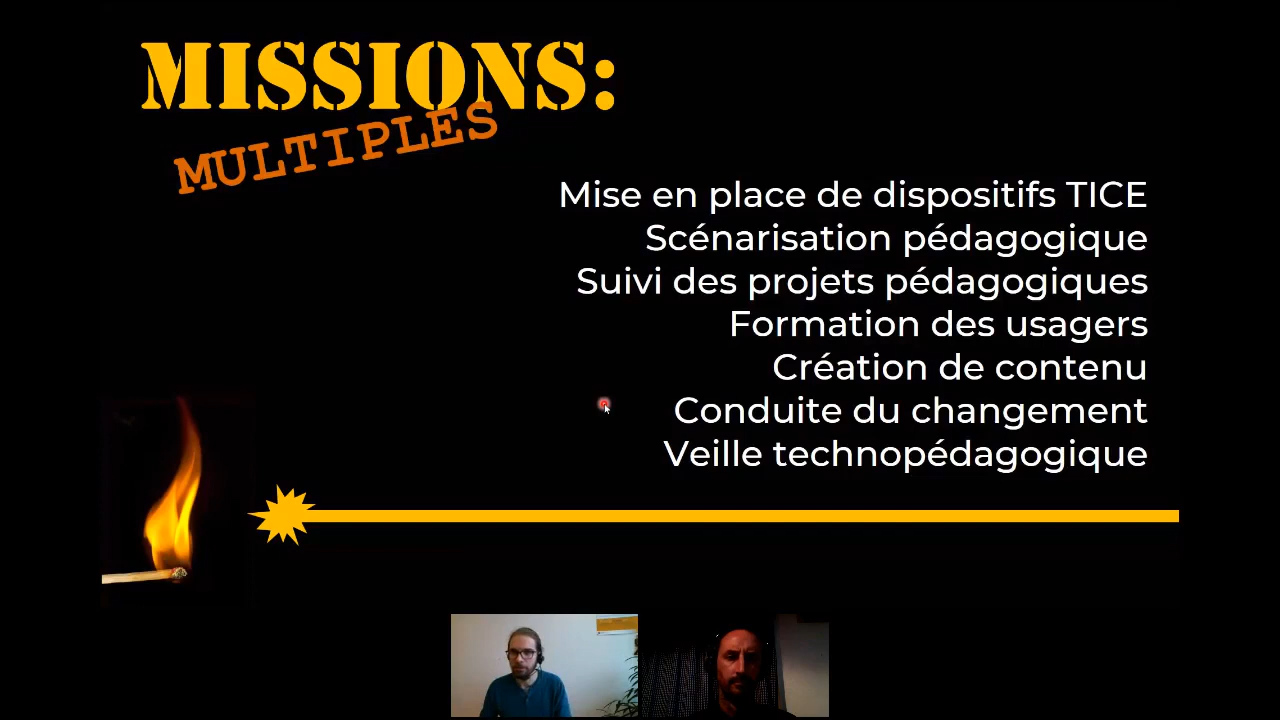 MISSIONS:
MULTIPLES
Mise en place de dispositifs TICE
Scénarisation pédagogique
Suivi des projets pédagogiques
Formation des usagers
Création de contenu
Conduite du changement
Veille technopédagogique